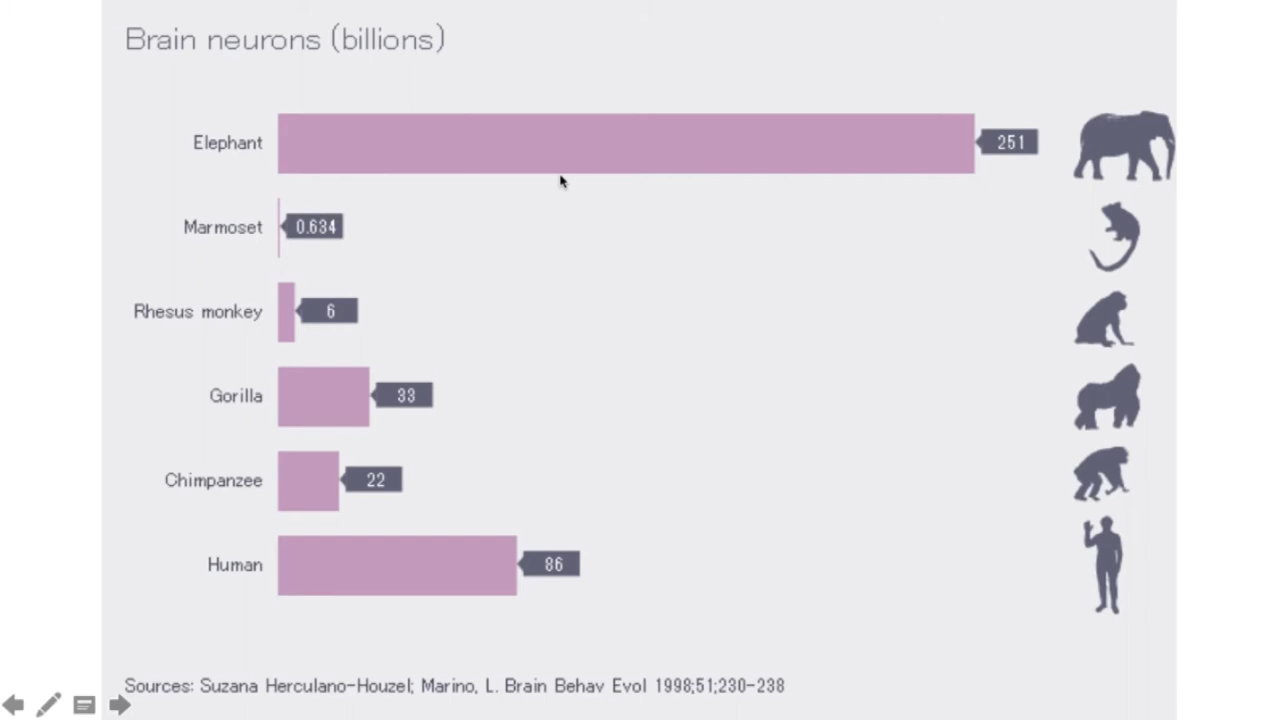 Brain neurons (billions)
Elephant 251
Marmoset 0.634
Rhesus monkey 6
Gorilla 33
Chimpanzee 22
Human 86
Sources: Suzana Herculano-Houzel; Marino, L. Brain Behav Evol 1998;51;230-238